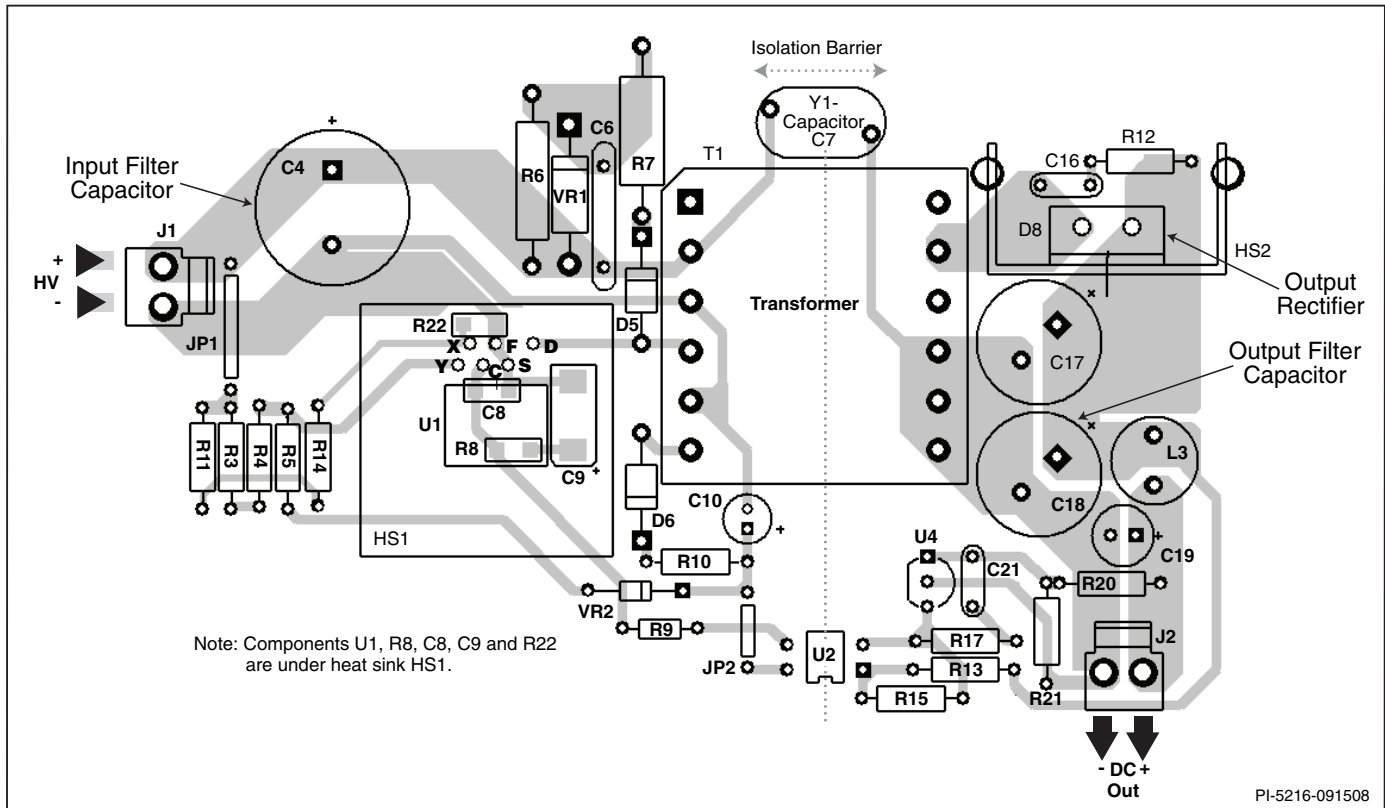 Isolation Barrier
Y1-
Capacitor
C7
+
C6
T1
R12
C16
Input Filter
Capacitor
C4
R6
VR1
R7
J1
D8
HS2
+
HV
-
Transformer
Output
Rectifier
D5
R22
JP1
X
F
D
Y
C
S
C17
Output Filter
Capacitor
C8
U1
R8
C9
+
R11
R3
R4
R5
R14
L3
C18
C10
+
D6
HS1
U4
C19
+
R10
C21
R20
VR2
R9
Note: Components U1, R8, C8, C9 and R22
are under heat sink HS1.
JP2
U2
R17
R13
R15
R21
J2
- DC +
Out
PI-5216-091508